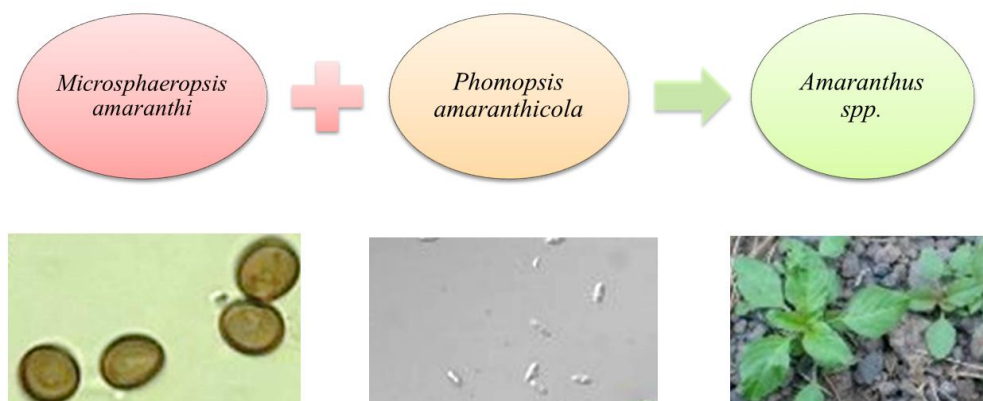 Microsphaeropsis
amaranthi
Phomopsis
amaranthicola
Amaranthus
spp.